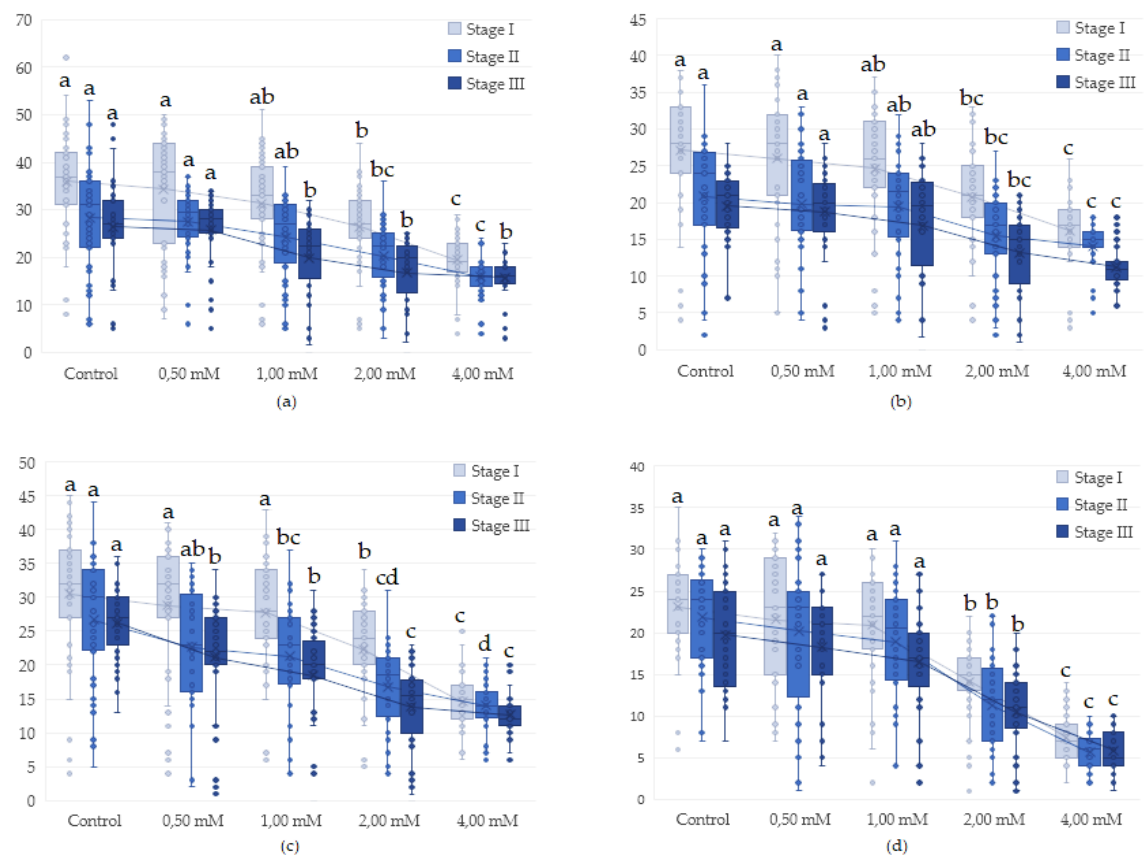 70
60
50
40
30
20
10
0
Stage I
Stage II
Stage III
a a a
a a a
ab ab b
b bc b
c c b
Control 0,50 mM 1,00 mM 2,00 mM 4,00 mM
(a)
45
40
35
30
25
20
15
10
5
0
Stage I
Stage II
Stage III
a a
a a a
ab ab ab
bc bc bc
c c c
Control 0,50 mM 1,00 mM 2,00 mM 4,00 mM
(b)
50
45
40
35
30
25
20
15
10
5
0
Stage I
Stage II
Stage III
a a a
a ab b
a bc b
b cd c
c d c
Control 0,50 mM 1,00 mM 2,00 mM 4,00 mM
(c)
40
35
30
25
20
15
10
5
0
Stage I
Stage II
Stage III
a a a
a a a
a a a
b b b
c c c
Control 0,50 mM 1,00 mM 2,00 mM 4,00 mM
(d)